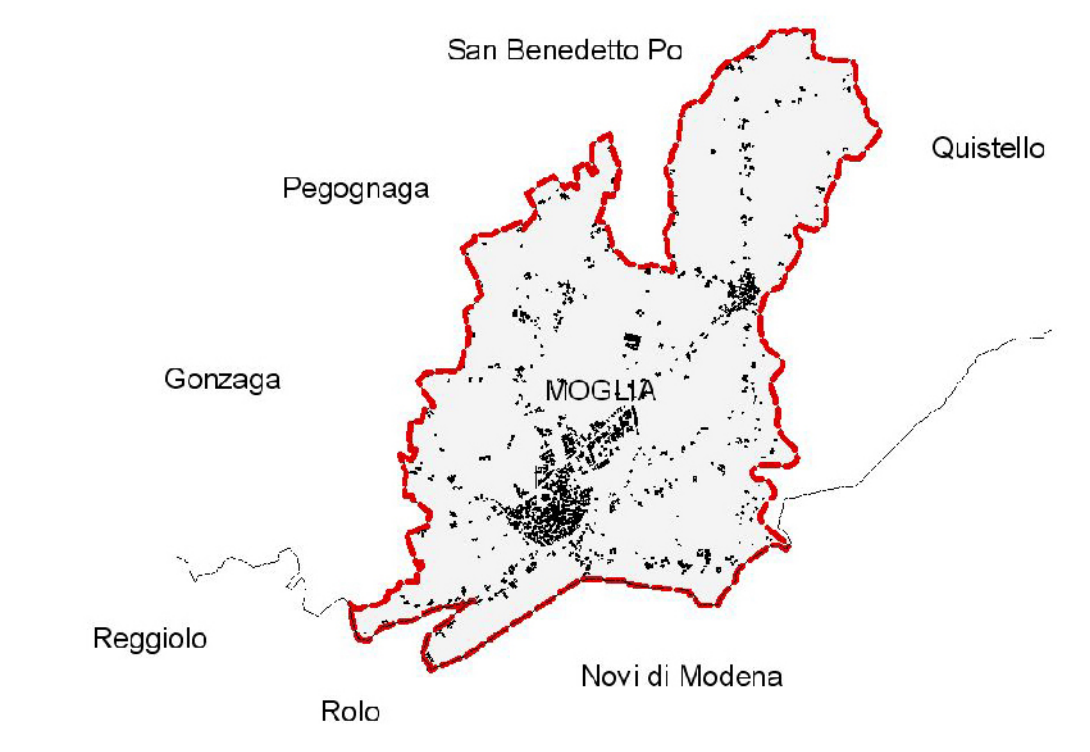 San Benedetto Po
Quistello
Pegognaga
Gonzaga
MOGLIA
Reggiolo
Novi di Modena
Rolo